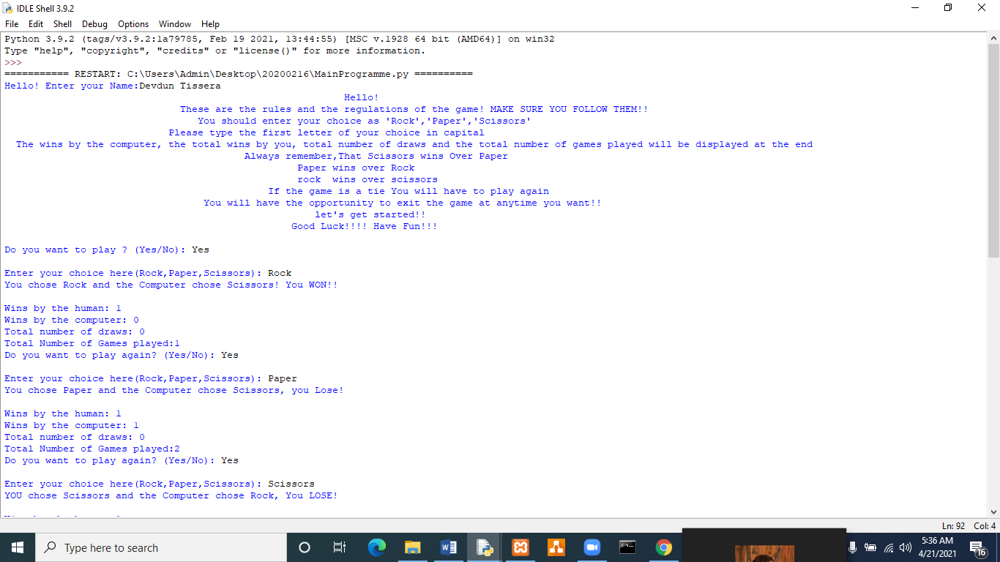 IDLE Shell 3.9.2
File Edit Shell Debug Options Window Help
Python 3.9.2 (tags/v3.9.2:1a79785, Feb 19 2021, 13:44:55) [MSC v.1928 64 bit (AMD64)] on win32
Type "help", "copyright", "credits" or "license()" for more information.
>>>
=========== RESTART: C:\Users\Admin\Desktop\20200216\MainProgramme.py ==========
Hello! Enter your Name:Devdun Tissera
Hello!
These are the rules and the regulations of the game! MAKE SURE YOU FOLLOW THEM!!
You should enter your choice as 'Rock','Paper','Scissors'
Please type the first letter of your choice in capital
The wins by the computer, the total wins by you, total number of draws and the total number of games played will be displayed at the end
Always remember,That Scissors wins Over Paper
Paper wins over Rock
rock  wins over scissors
If the game is a tie You will have to play again
You will have the opportunity to exit the game at anytime you want!!
let's get started!!
Good Luck!!!! Have Fun!!!
Do you want to play ? (Yes/No): Yes
Enter your choice here(Rock,Paper,Scissors): Rock
You chose Rock and the Computer chose Scissors! You WON!!
Wins by the human: 1
Wins by the computer: 0
Total number of draws: 0
Total Number of Games played:1
Do you want to play again? (Yes/No): Yes
Enter your choice here(Rock,Paper,Scissors): Paper
You chose Paper and the Computer chose Scissors, you Lose!
Wins by the human: 1
Wins by the computer: 1
Total number of draws: 0
Total Number of Games played:2
Do you want to play again? (Yes/No): Yes
Enter your choice here(Rock,Paper,Scissors): Scissors
YOU chose Scissors and the Computer chose Rock, You LOSE!
Ln: 92 Col: 4
Type here to search
5:36 AM
4/21/2021
16